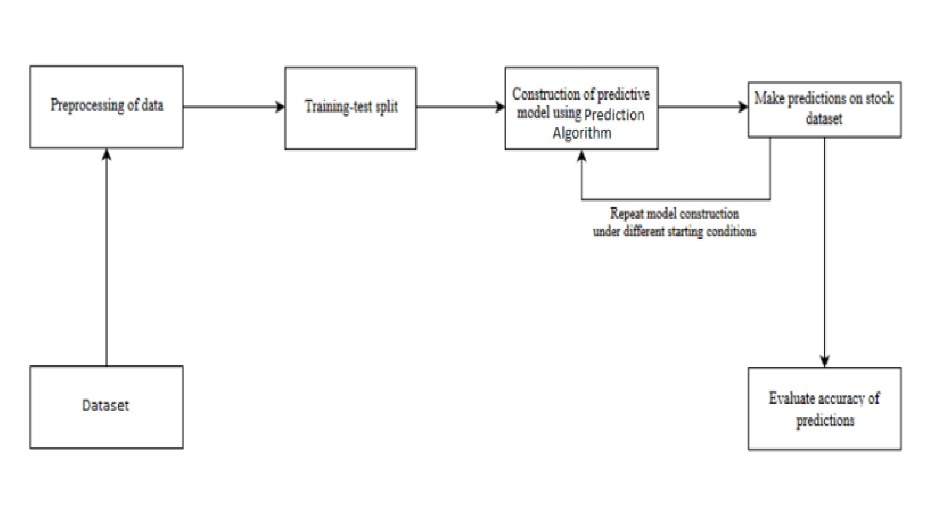 Preprocessing of data
Training-test split
Construction of predictive
model using Prediction
Algorithm
Make predictions on stock
dataset
Repeat model construction
under different starting conditions
Dataset
Evaluate accuracy of
predictions